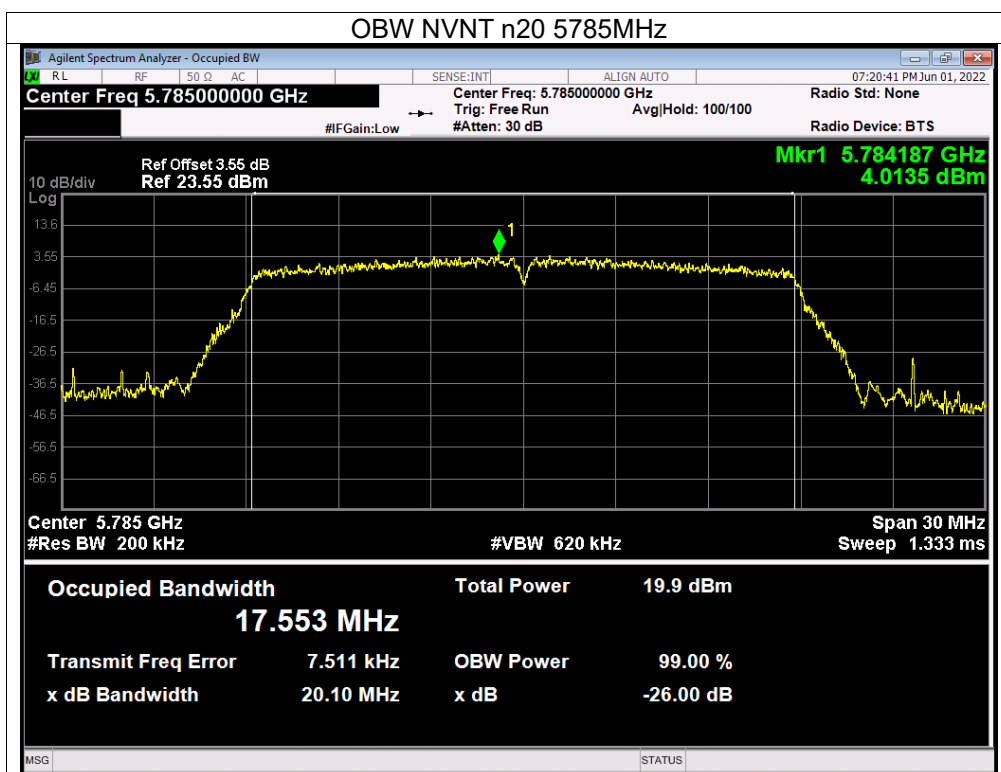 OBW NVNT n20 5785MHz
Agilent Spectrum Analyzer - Occupied BW
LXI RL RF 50 Ω AC SENSE:INT ALIGN AUTO 07:20:41 PM Jun 01, 2022
Center Freq 5.785000000 GHz Center Freq: 5.785000000 GHz Radio Std: None
Trig: Free Run Avg|Hold: 100/100
#IFGain:Low #Atten: 30 dB Radio Device: BTS
Mkr1 5.784187 GHz
4.0135 dBm
Ref Offset 3.55 dB
10 dB/div Ref 23.55 dBm
Log
13.6
1
3.55
-6.45
-16.5
-26.5
-36.5
-46.5
-56.5
-66.5
Center 5.785 GHz Span 30 MHz
#Res BW 200 kHz #VBW 620 kHz Sweep 1.333 ms
Occupied Bandwidth Total Power 19.9 dBm
17.553 MHz
Transmit Freq Error 7.511 kHz OBW Power 99.00 %
x dB Bandwidth 20.10 MHz x dB -26.00 dB
MSG STATUS